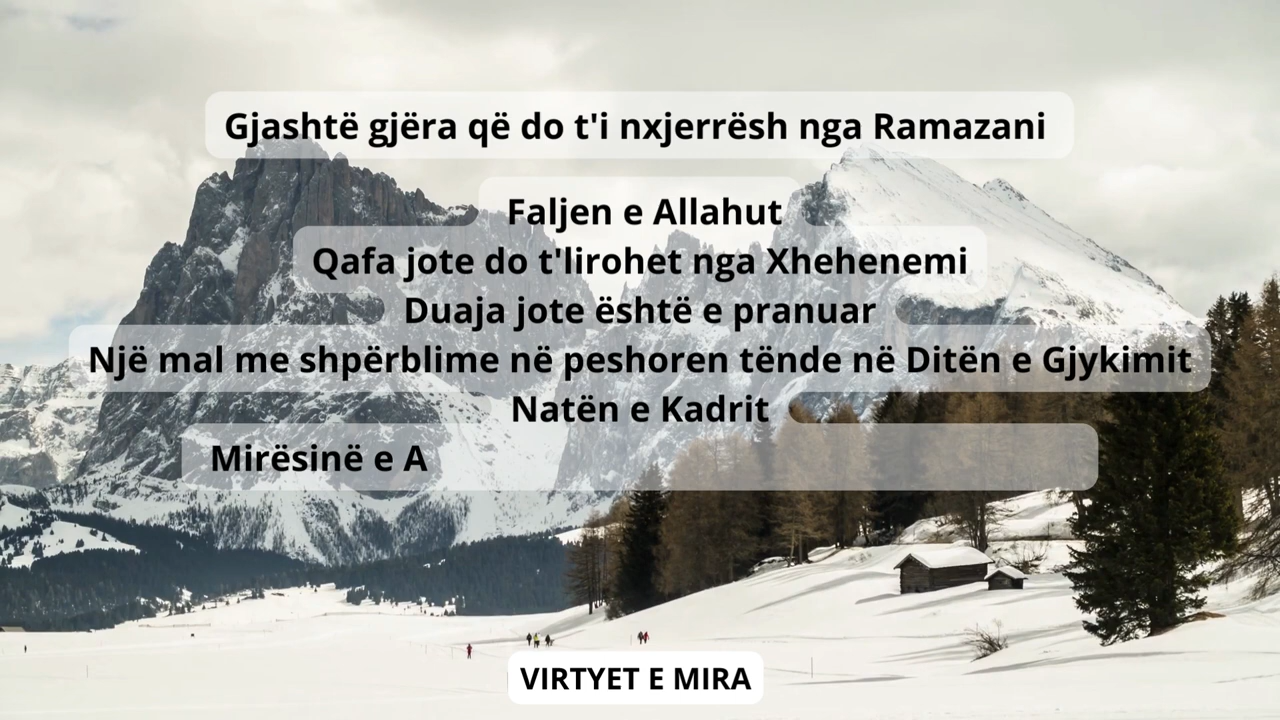 Gjashtë gjëra që do t'i nxjerrësh nga Ramazani
Faljen e Allahut
Qafa jote do t'lirohet nga Xhehenemi
Duaja jote është e pranuar
Një mal me shpërblime në peshoren tënde në Ditën e Gjykimit
Natën e Kadrit
Mirësinë e A
VIRTYET E MIRA